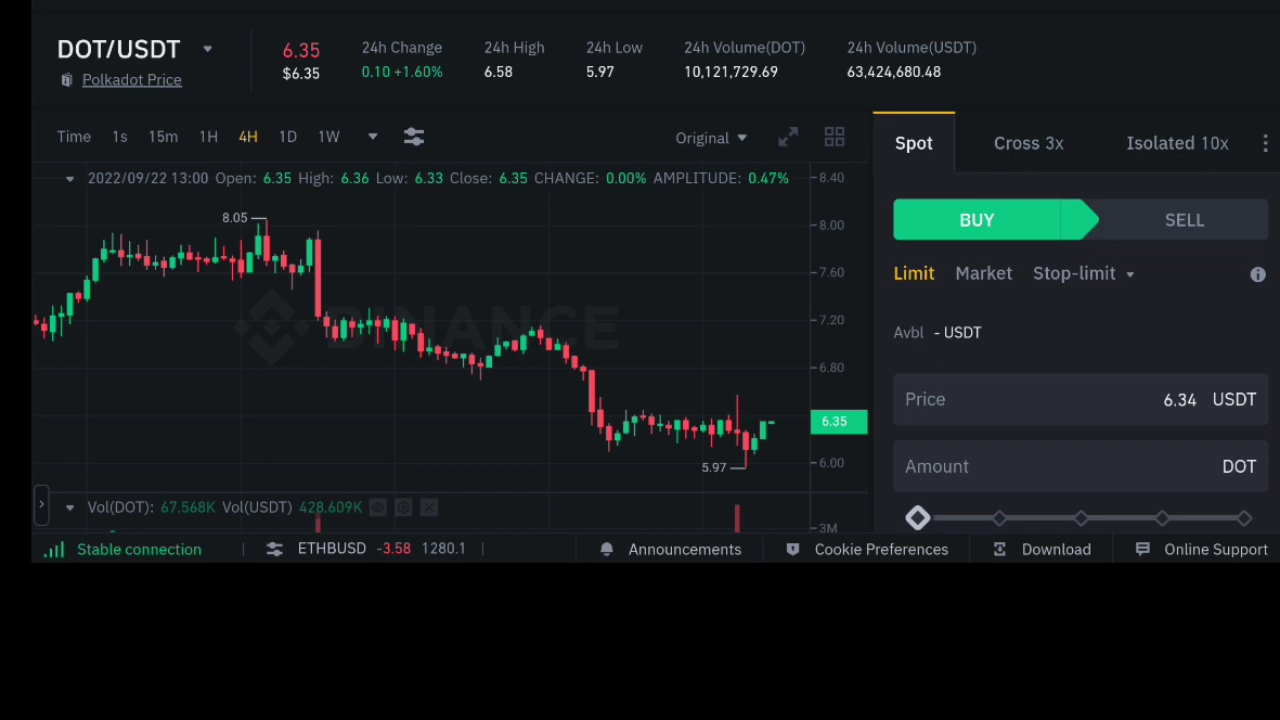 DOT/USDT 6.35 24h Change 24h High 24h Low 24h Volume(DOT) 24h Volume(USDT)
Polkadot Price $6.35 0.10 +1.60% 6.58 5.97 10,121,729.69 63,424,680.48
Time 1s 15m 1H 4H 1D 1W Original
Spot Cross 3x Isolated 10x
2022/09/22 13:00 Open: 6.35 High: 6.36 Low: 6.33 Close: 6.35 CHANGE: 0.00% AMPLITUDE: 0.47%
8.40
8.05
8.00
7.60
7.20
6.80
6.35
6.00
5.97
BINANCE
Vol(DOT): 67.568K Vol(USDT) 428.609K
3M
BUY SELL
Limit Market Stop-limit
Avbl - USDT
Price 6.34 USDT
Amount DOT
Stable connection ETHBUSD -3.58 1280.1 Announcements Cookie Preferences Download Online Support